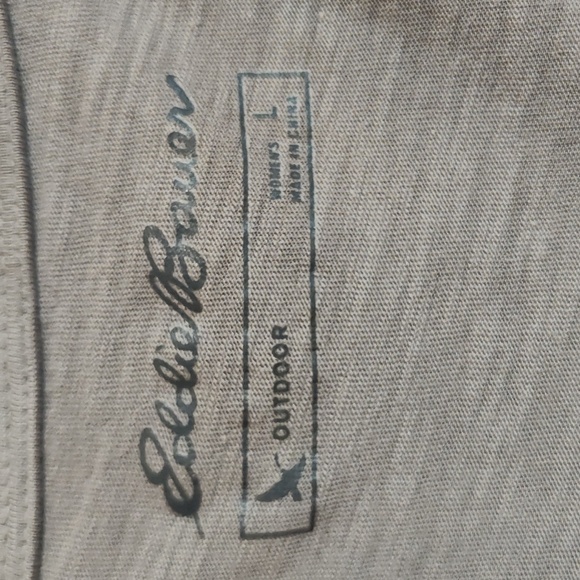 Eddie Bauer
OUTDOOR
WOMEN'S L
MADE IN CHINA